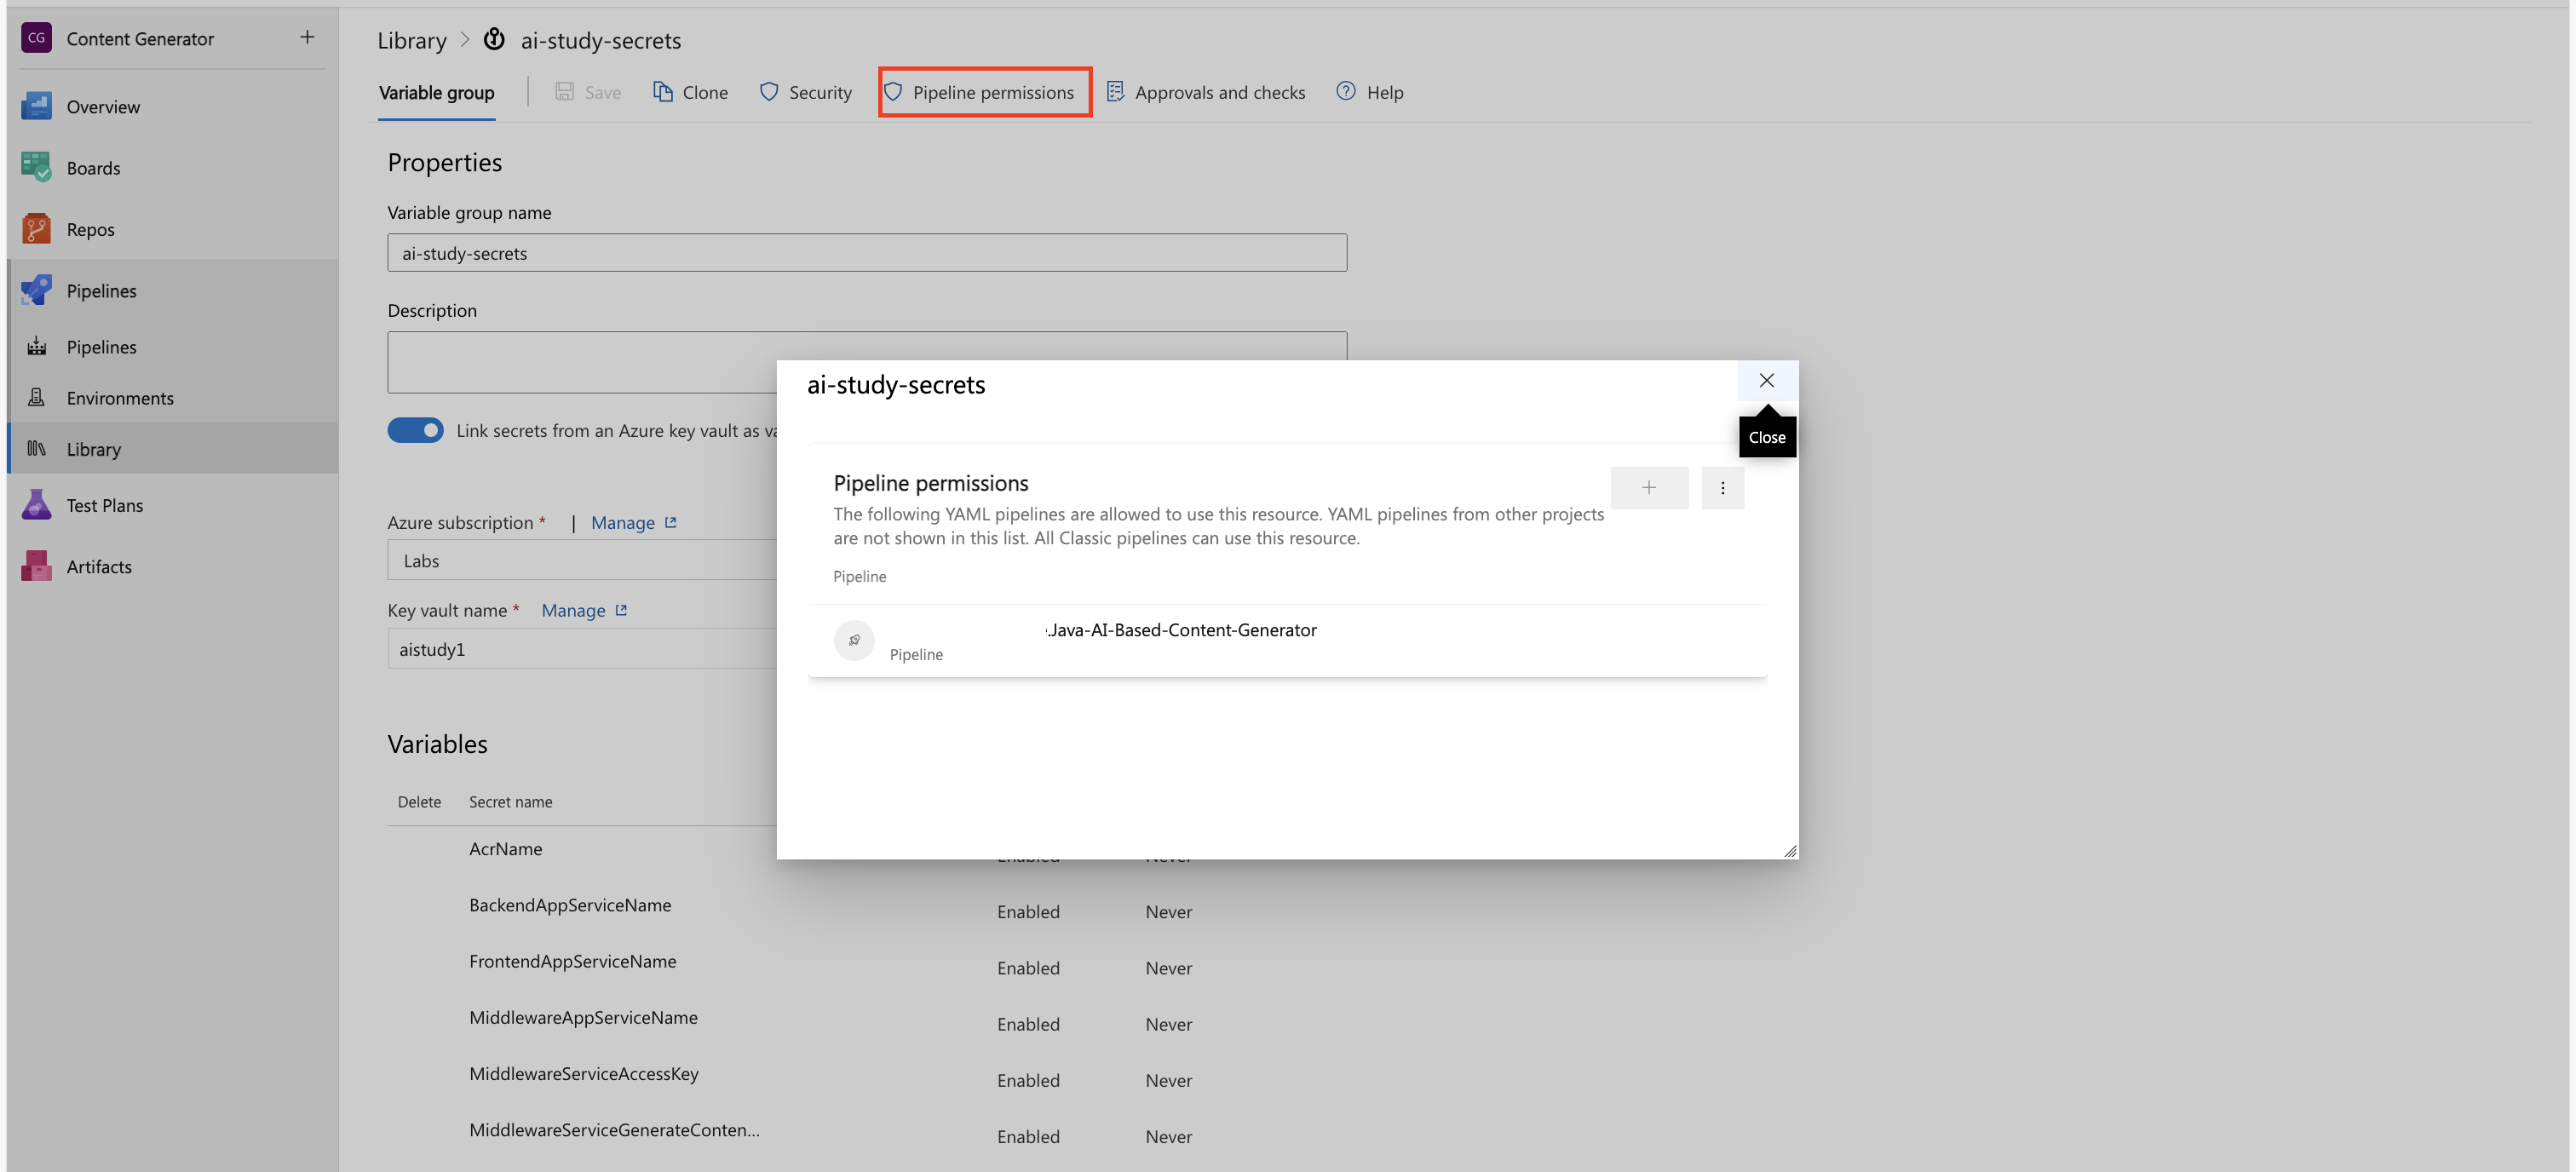 CG Content Generator
Overview
Boards
Repos
Pipelines
Pipelines
Environments
Library
Test Plans
Artifacts
Library > ai-study-secrets
Variable group Save Clone Security Pipeline permissions Approvals and checks Help
Properties
Variable group name
ai-study-secrets
Description
Link secrets from an Azure key vault as va
Azure subscription * | Manage
Labs
Key vault name * Manage
aistudy1
Variables
Delete Secret name
AcrName
BackendAppServiceName Enabled Never
FrontendAppServiceName Enabled Never
MiddlewareAppServiceName Enabled Never
MiddlewareServiceAccessKey Enabled Never
MiddlewareServiceGenerateConten... Enabled Never
ai-study-secrets
Close
Pipeline permissions
The following YAML pipelines are allowed to use this resource. YAML pipelines from other projects
are not shown in this list. All Classic pipelines can use this resource.
Pipeline
.Java-AI-Based-Content-Generator
Pipeline